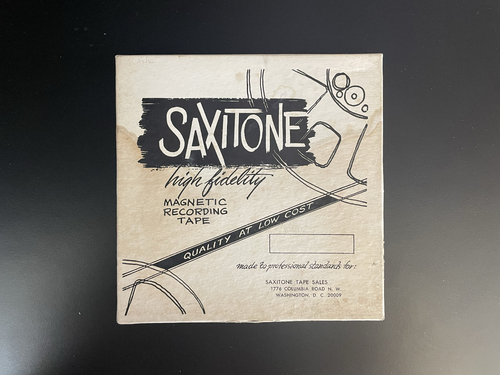 SAXITONE
high fidelity
MAGNETIC
RECORDING
TAPE
QUALITY AT LOW COST
made to professional standards for:
SAXITONE TAPE SALES
1776 COLUMBIA ROAD N. W.
WASHINGTON, D. C. 20009